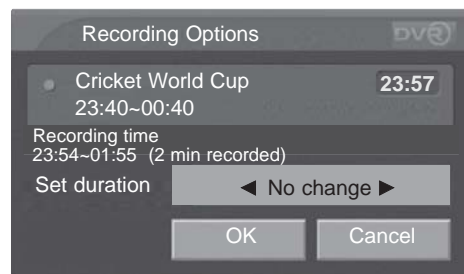 Recording Options
DVR
Cricket World Cup
23:57
23:40~00:40
Recording time
23:54~01:55 (2 min recorded)
Set duration
◀ No change ▶
OK
Cancel